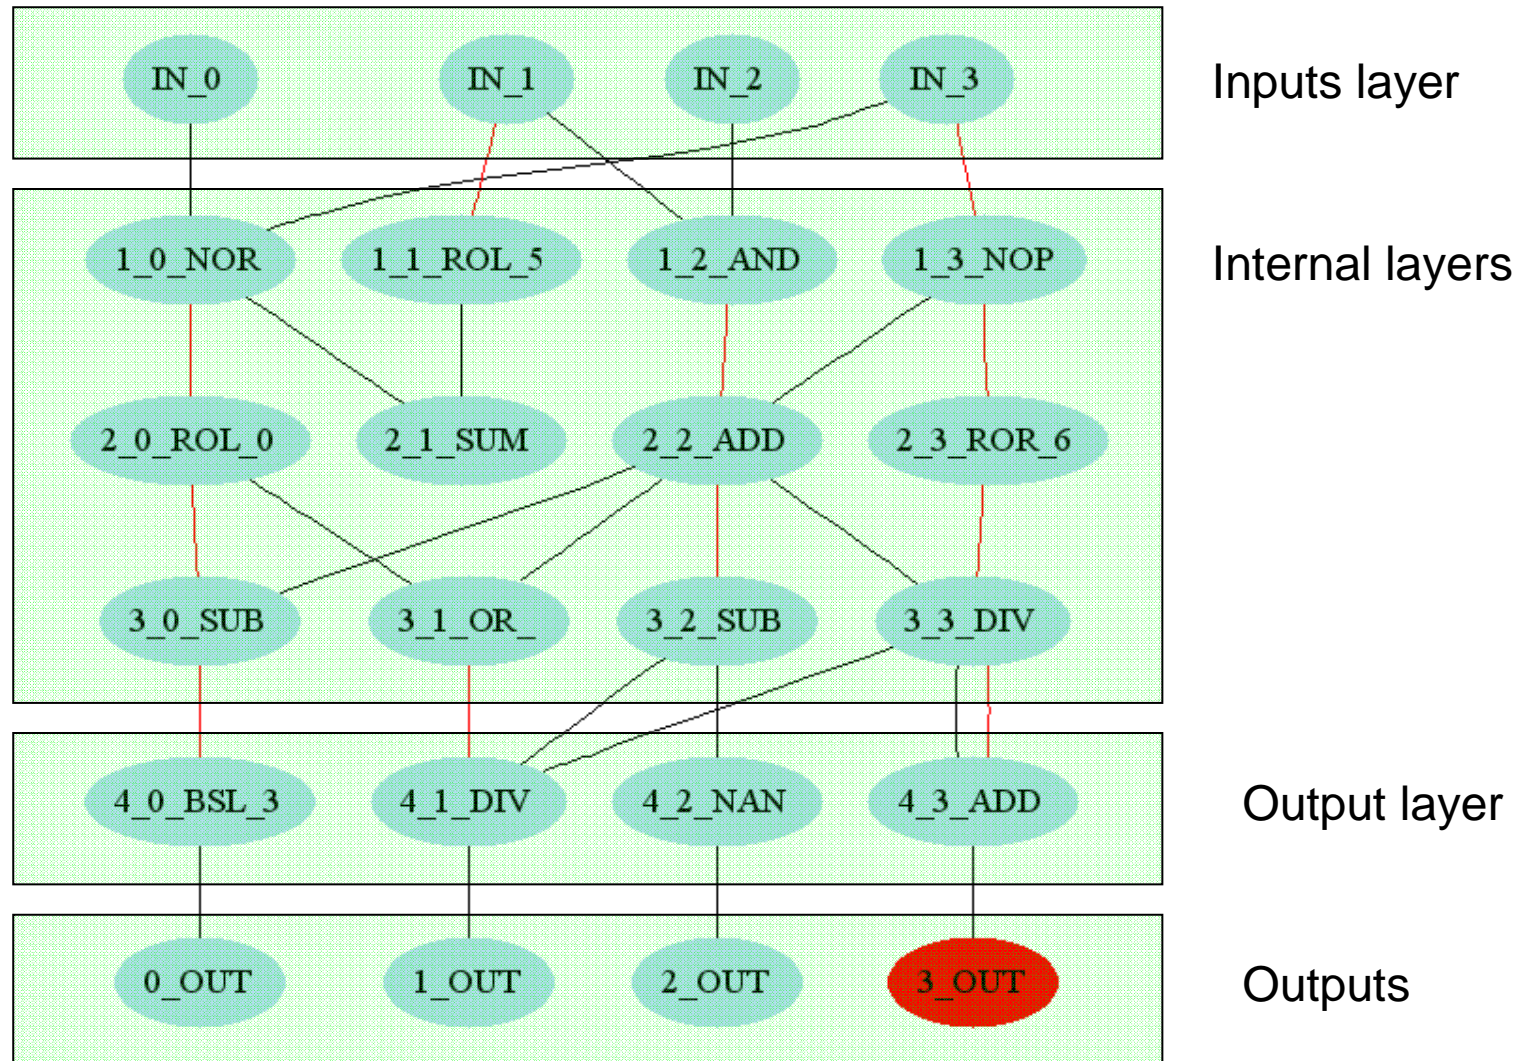 IN_0 IN_1 IN_2 IN_3 Inputs layer
1_0_NOR 1_1_ROL_5 1_2_AND 1_3_NOP Internal layers
2_0_ROL_0 2_1_SUM 2_2_ADD 2_3_ROR_6
3_0_SUB 3_1_OR_ 3_2_SUB 3_3_DIV
4_0_BSL_3 4_1_DIV 4_2_NAN 4_3_ADD Output layer
0_OUT 1_OUT 2_OUT 3_OUT Outputs